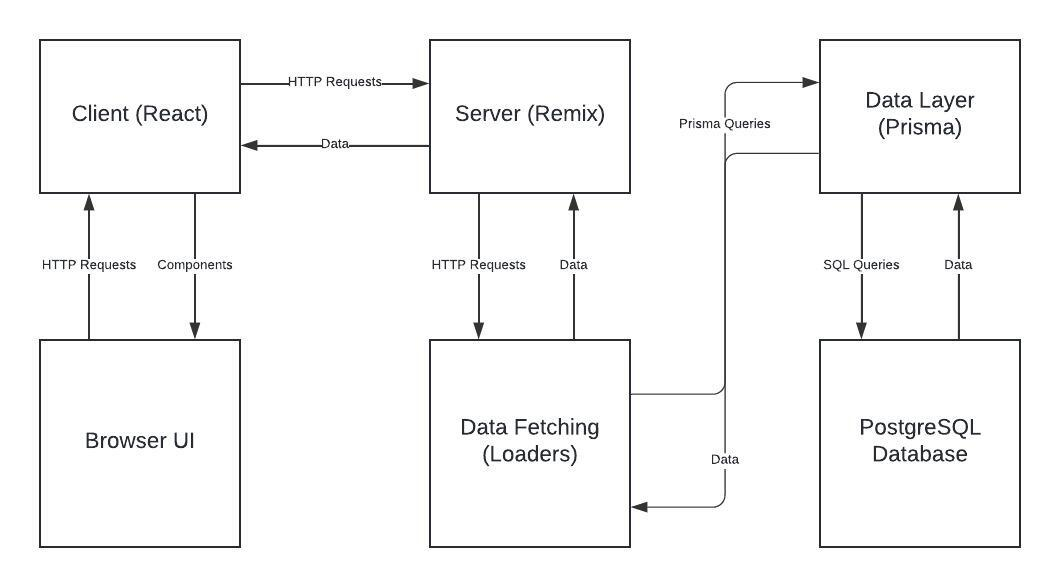 Client (React)
HTTP Requests
Data
Server (Remix)
Prisma Queries
Data Layer
(Prisma)
HTTP Requests
Components
HTTP Requests
Data
SQL Queries
Data
Browser UI
Data Fetching
(Loaders)
Data
PostgreSQL
Database